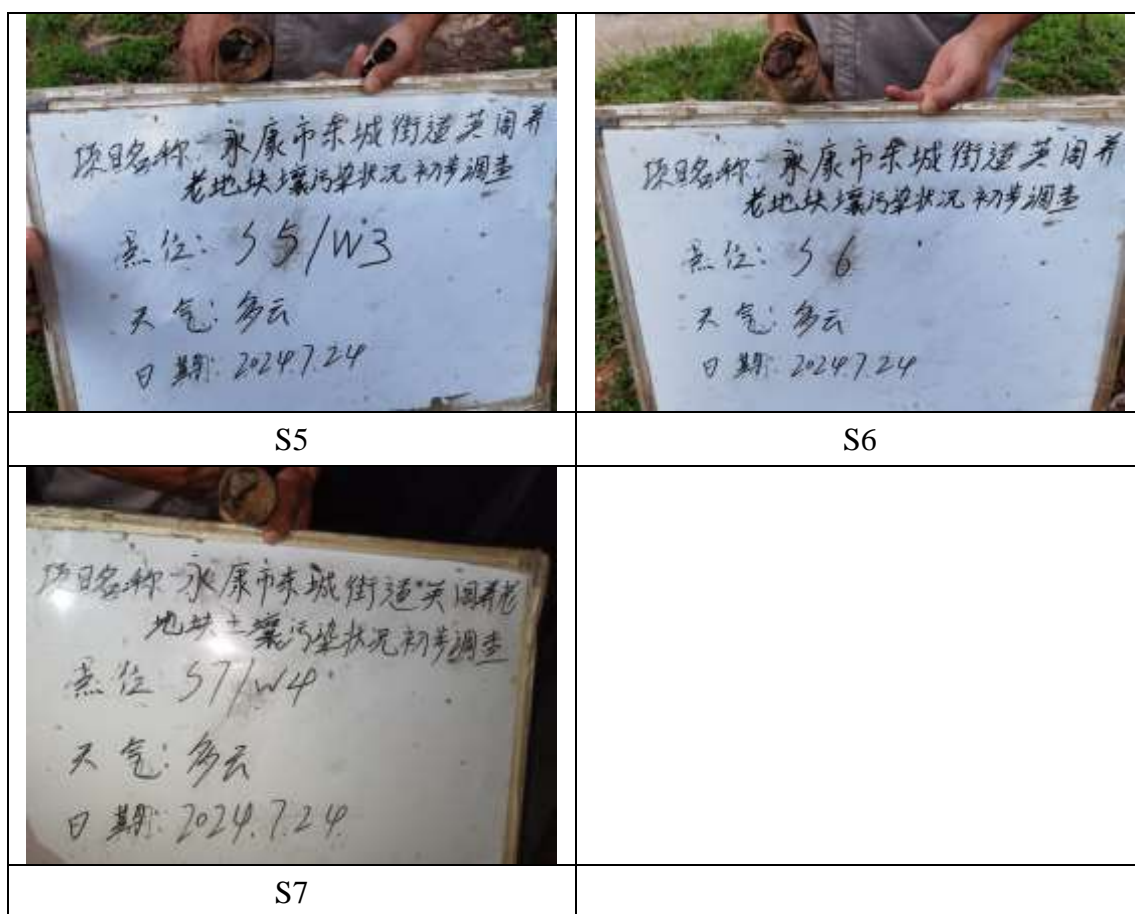 项目名称:永康市东城街道英阁养
老地块壤污染状况初步调查
点位:S5/W3
天气:多云
日期:2024.7.24
项目名称:永康市东城街道英阁养
老地块壤污染状况初步调查
点位:S6
天气:多云
日期:2024.7.24
S5
S6
项目名称:永康市东城街道英阁养老
地块土壤污染状况初步调查
点位 S7/W4
天气:多云
日期:2024.7.24
S7